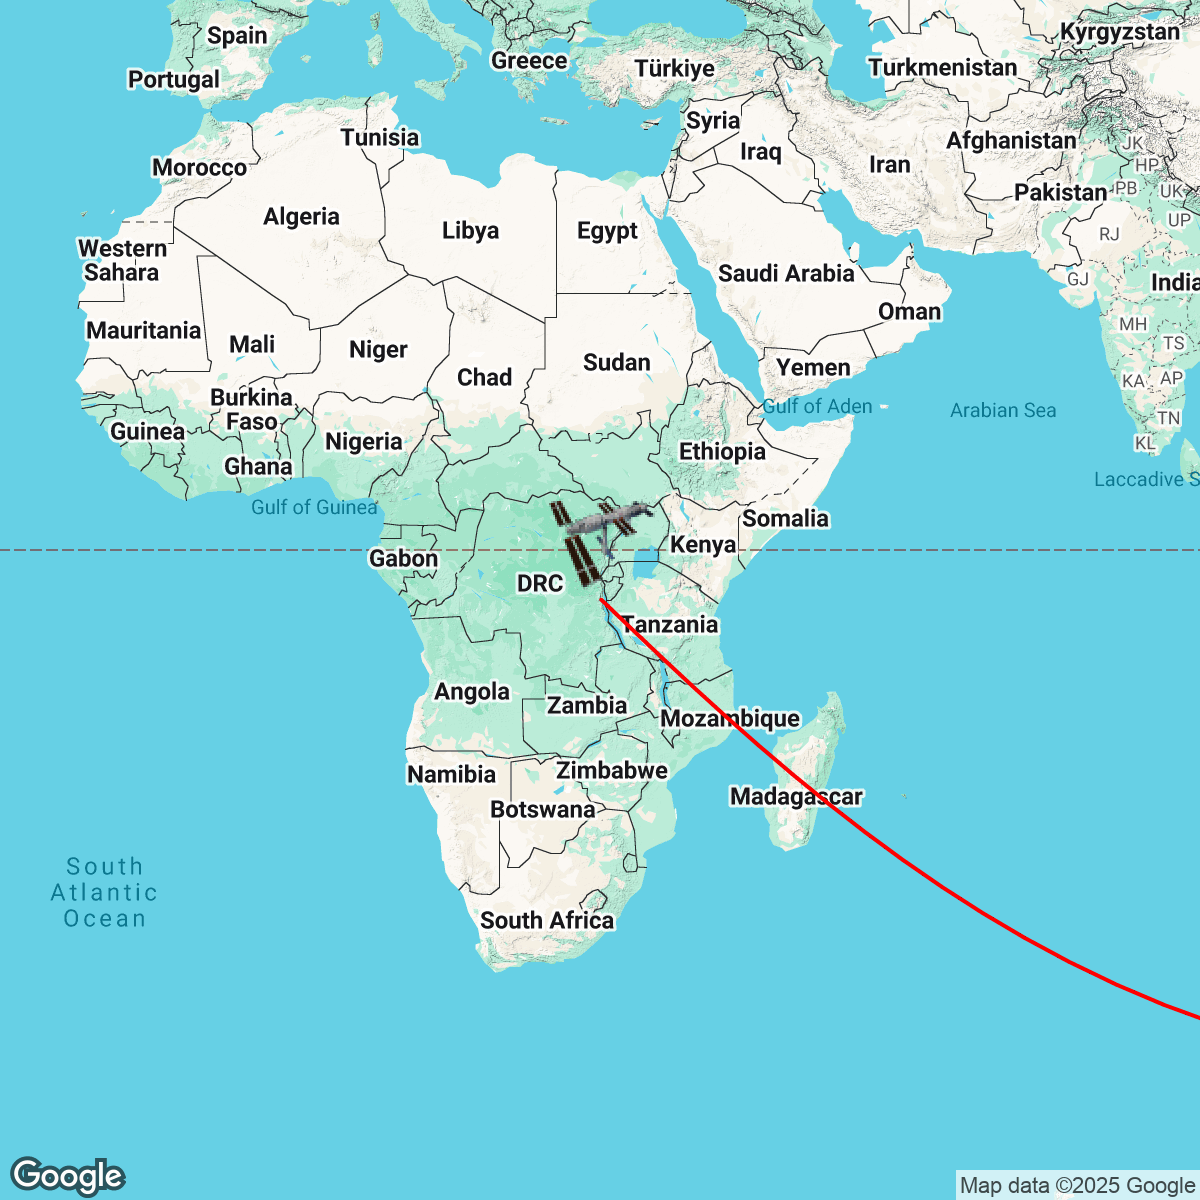 Spain
Portugal
Greece
Türkiye
Turkmenistan
Kyrgyzstan
Tunisia
Syria
Iraq
Iran
Afghanistan
JK
HP
Morocco
Pakistan
PB
UK
UP
Algeria
Libya
Egypt
RJ
Western
Sahara
Saudi Arabia
GJ
India
Oman
Mauritania
Mali
Niger
Sudan
MH
TS
Chad
Yemen
KA
AP
Burkina
Faso
Gulf of Aden
Arabian Sea
TN
Guinea
Nigeria
Ethiopia
KL
Ghana
Laccadive S
Gulf of Guinea
Somalia
Gabon
Kenya
DRC
Tanzania
Angola
Zambia
Mozambique
Namibia
Zimbabwe
Botswana
Madagascar
South
Atlantic
Ocean
South Africa
Google
Map data ©2025 Google